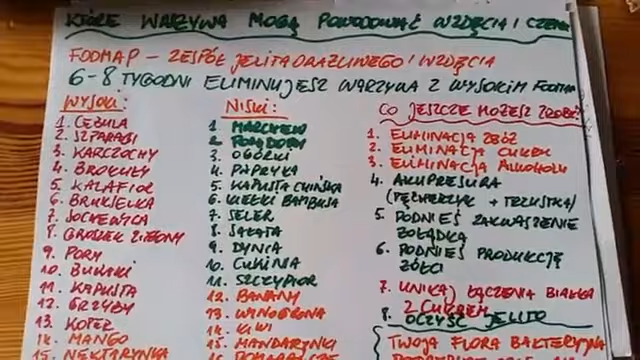 KTÓRE WARZYWA MOGĄ POWODOWAĆ WZDĘCIA I
FODMAP – ZESPÓŁ JELITA DRAŻLIWEGO I WZDĘCIA
6-8 TYGODNI ELIMINUJESZ WARZYWA Z WYSOKIM FODMAP
WYSOKI:
1. CEBULA
2. SZPARAGI
3. KARCZOCHY
4. BROKUŁY
5. KALAFIOR
6. BRUKSELKA
7. SOCZEWICA
8. GROSZEK ZIELONY
9. PORY
10. BURAKI
11. KAPUSTA
12. GRZYBY
13. KOPER
14. MANGO
15. NEKTARYNKA
NISKI:
1. MARCHEW
2. POMIDORY
3. OGÓRKI
4. PAPRYKA
5. KAPUSTA CHIŃSKA
6. KIEŁKI BAMBUSA
7. SELER
8. SAŁATA
9. DYNIA
10. CUKINIA
11. SZCZYPIOR
12. BANANY
13. WINOGRONA
14. KIWI
15. MANDARYNKI
16. POMARAŃCZE
CO JESZCZE MOŻESZ ZROBIĆ?
1. ELIMINACJA ZBÓŻ
2. ELIMINACJA CUKRU
3. ELIMINACJA ALKOHOLU
4. AKUPRESURA
(PĘCHERZYK + TRZUSTKA)
5. PODNIEŚ ZAKWASZENIE
ŻOŁĄDKA
6. PODNIEŚ PRODUKCJĘ
ŻÓŁCI
7. UNIKAJ ŁĄCZENIA BIAŁKA
Z CUKREM
8. OCZYŚĆ JELITO
TWOJA FLORA BAKTERYJNA